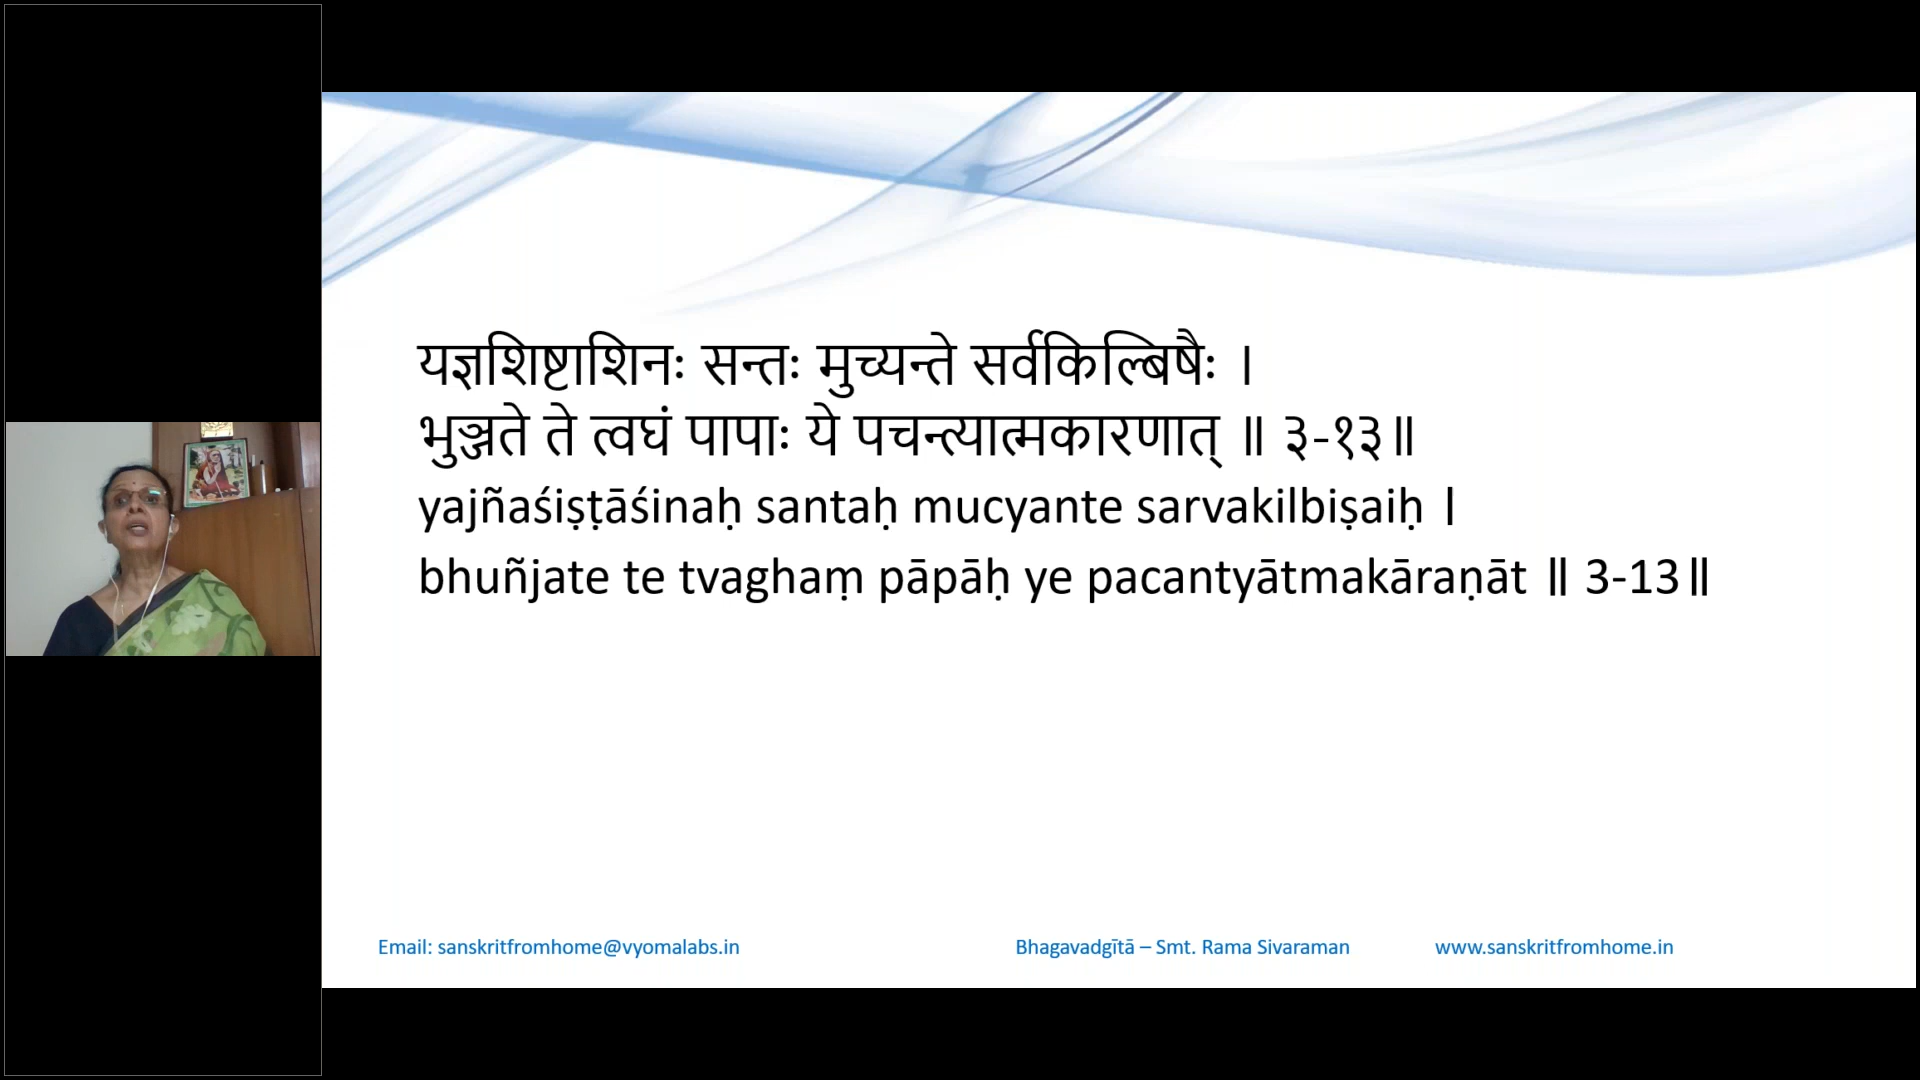 यज्ञशिष्टाशिनः सन्तः मुच्यन्ते सर्वकिल्बिषैः ।
भुञ्जते ते त्वघं पापाः ये पचन्त्यात्मकारणात् ॥ ३-१३॥
yajñaśiṣṭāśinaḥ santaḥ mucyante sarvakilbiṣaiḥ ।
bhuñjate te tvaghaṃ pāpāḥ ye pacantyātmakāraṇāt ॥ 3-13॥
Email: sanskritfromhome@vyomalabs.in Bhagavadgītā – Smt. Rama Sivaraman www.sanskritfromhome.in